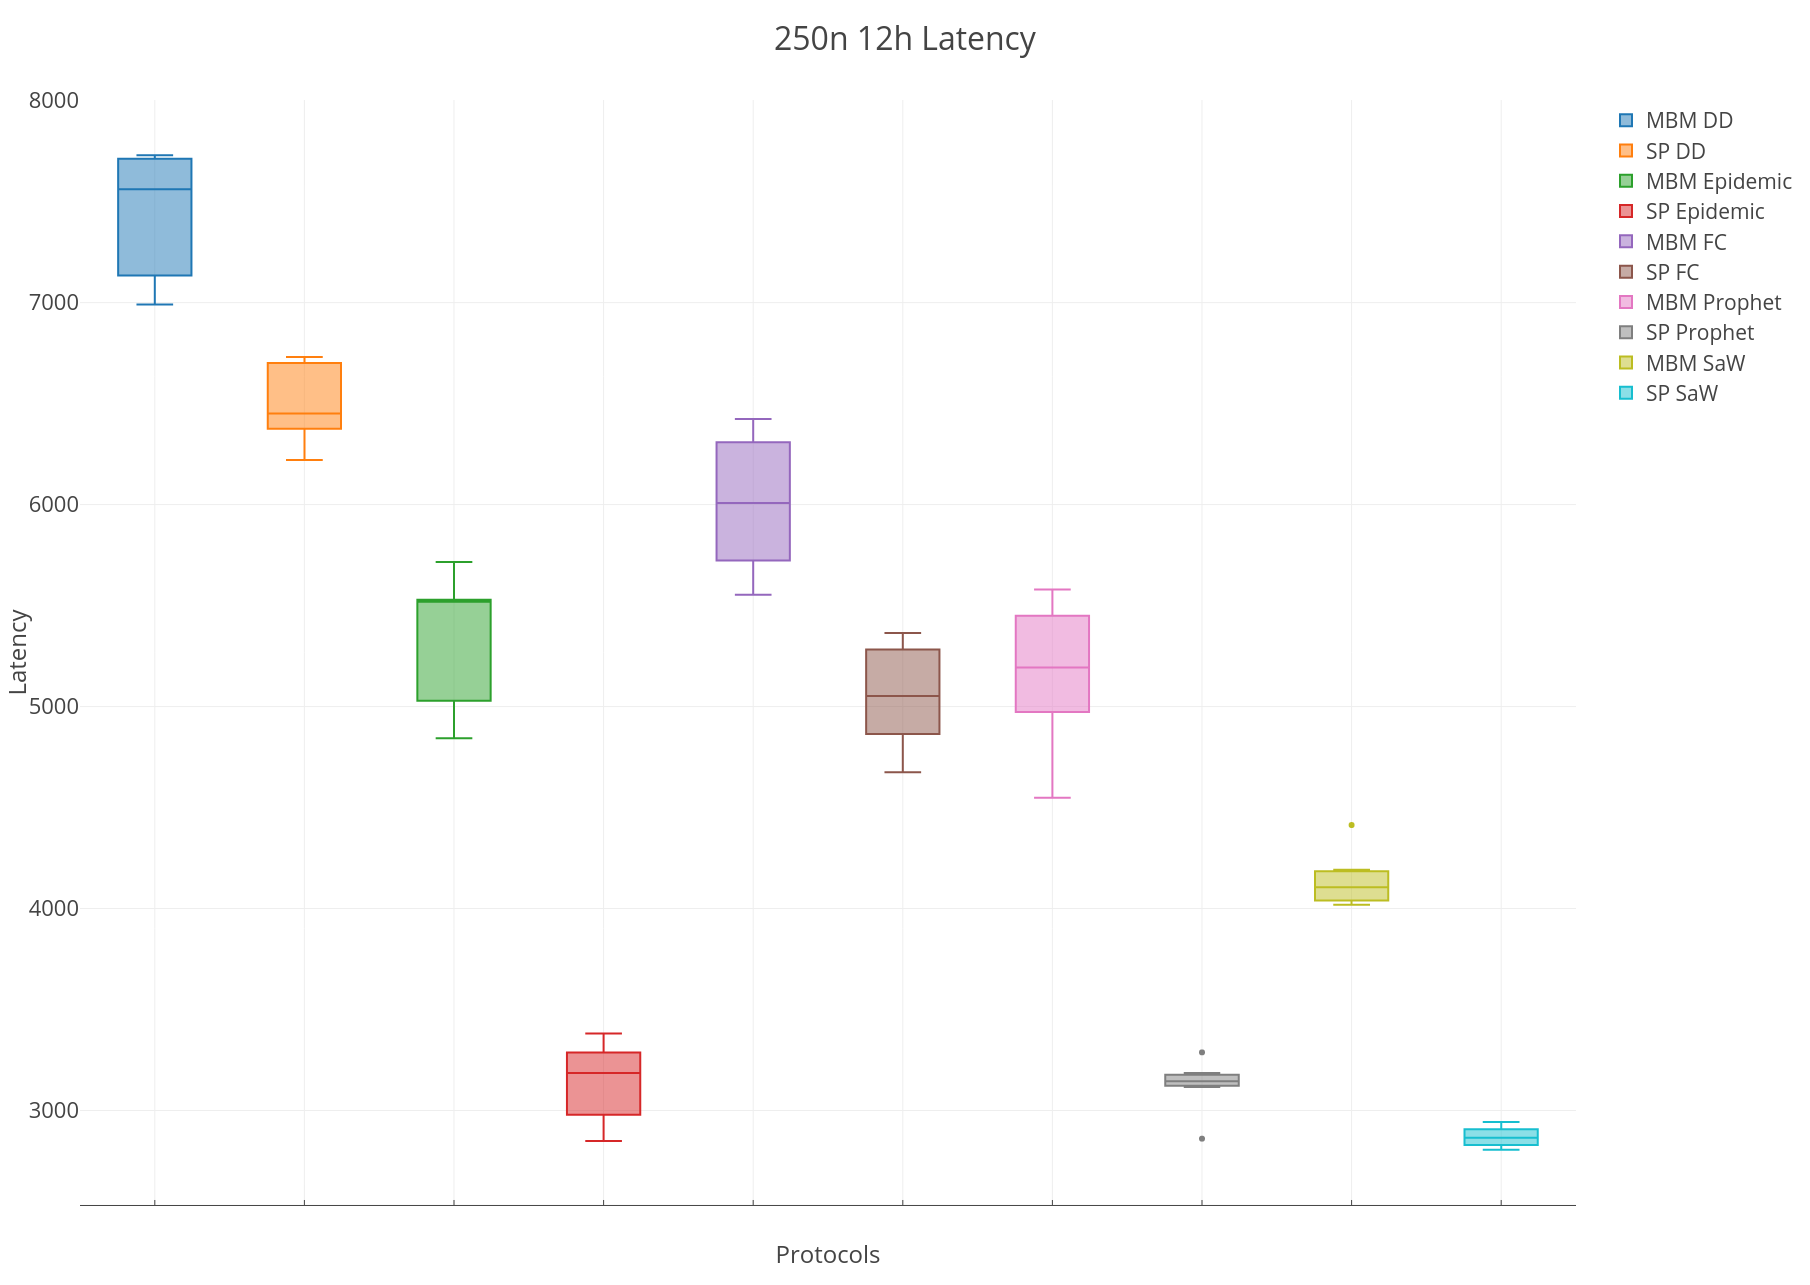 250n 12h Latency
8000
7000
6000
5000
4000
3000
Latency
Protocols
MBM DD
SP DD
MBM Epidemic
SP Epidemic
MBM FC
SP FC
MBM Prophet
SP Prophet
MBM SaW
SP SaW